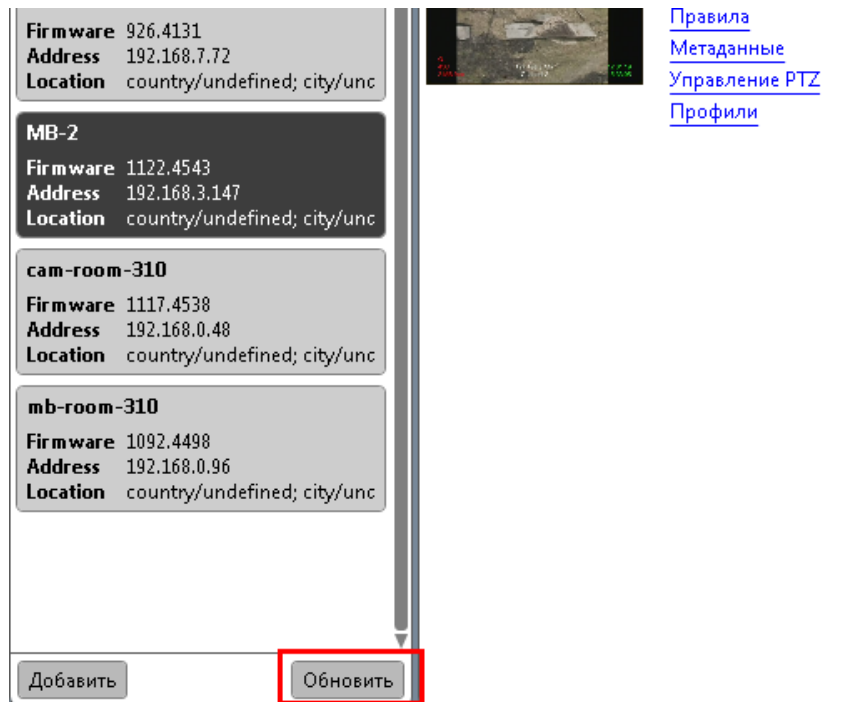 Firmware 926.4131
Address 192.168.7.72
Location country/undefined; city/unc
MB-2
Firmware 1122.4543
Address 192.168.3.147
Location country/undefined; city/unc
cam-room-310
Firmware 1117.4538
Address 192.168.0.48
Location country/undefined; city/unc
mb-room-310
Firmware 1092.4498
Address 192.168.0.96
Location country/undefined; city/unc
Добавить
Обновить
Правила
Метаданные
Управление PTZ
Профили